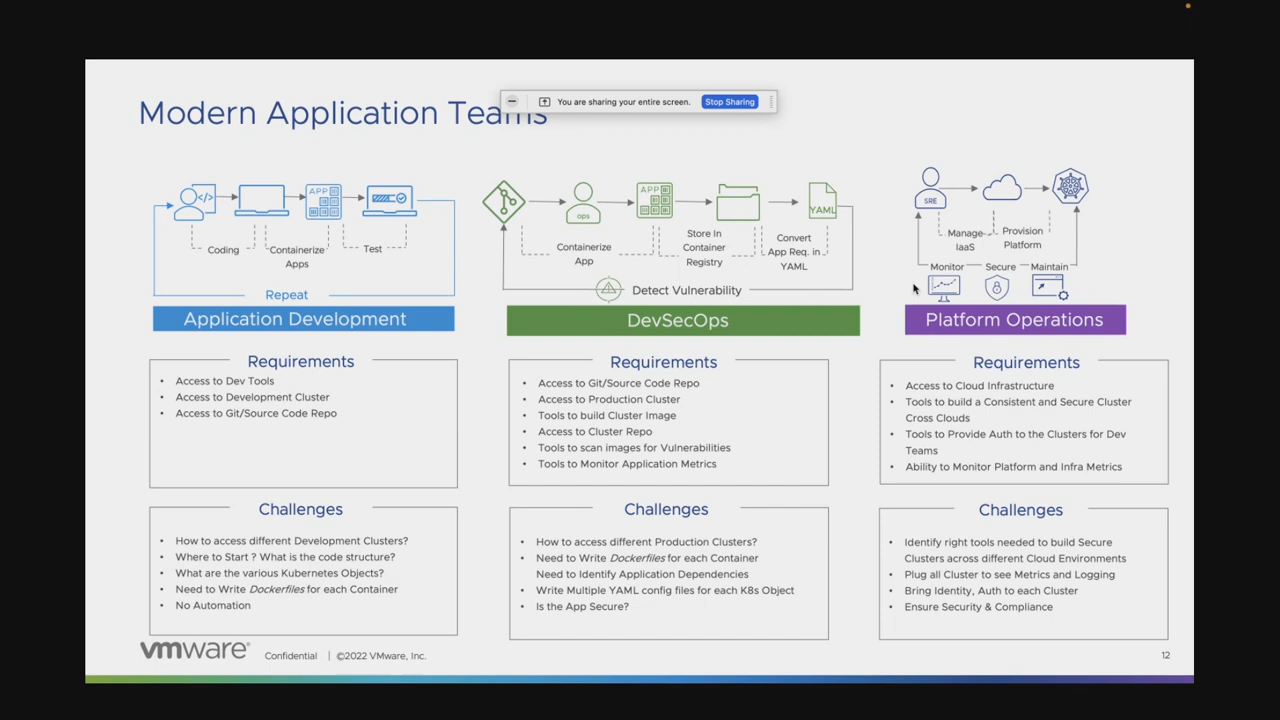 You are sharing your entire screen. Stop Sharing
Modern Application Teams
</>
APP
Coding
Containerize
Apps
Test
Repeat
Application Development
ops
APP
YAML
Containerize
App
Store In
Container
Registry
Convert
App Req. in
YAML
Detect Vulnerability
DevSecOps
SRE
Manage
IaaS
Provision
Platform
Monitor
Secure
Maintain
Platform Operations
Requirements
• Access to Dev Tools
• Access to Development Cluster
• Access to Git/Source Code Repo
Requirements
• Access to Git/Source Code Repo
• Access to Production Cluster
• Tools to build Cluster Image
• Access to Cluster Repo
• Tools to scan images for Vulnerabilities
• Tools to Monitor Application Metrics
Requirements
• Access to Cloud Infrastructure
• Tools to build a Consistent and Secure Cluster
Cross Clouds
• Tools to Provide Auth to the Clusters for Dev
Teams
• Ability to Monitor Platform and Infra Metrics
Challenges
• How to access different Development Clusters?
• Where to Start ? What is the code structure?
• What are the various Kubernetes Objects?
• Need to Write Dockerfiles for each Container
• No Automation
Challenges
• How to access different Production Clusters?
• Need to Write Dockerfiles for each Container
Need to Identify Application Dependencies
• Write Multiple YAML config files for each K8s Object
• Is the App Secure?
Challenges
• Identify right tools needed to build Secure
Clusters across different Cloud Environments
• Plug all Cluster to see Metrics and Logging
• Bring Identity, Auth to each Cluster
• Ensure Security & Compliance
vmware® Confidential | ©2022 VMware, Inc. 12